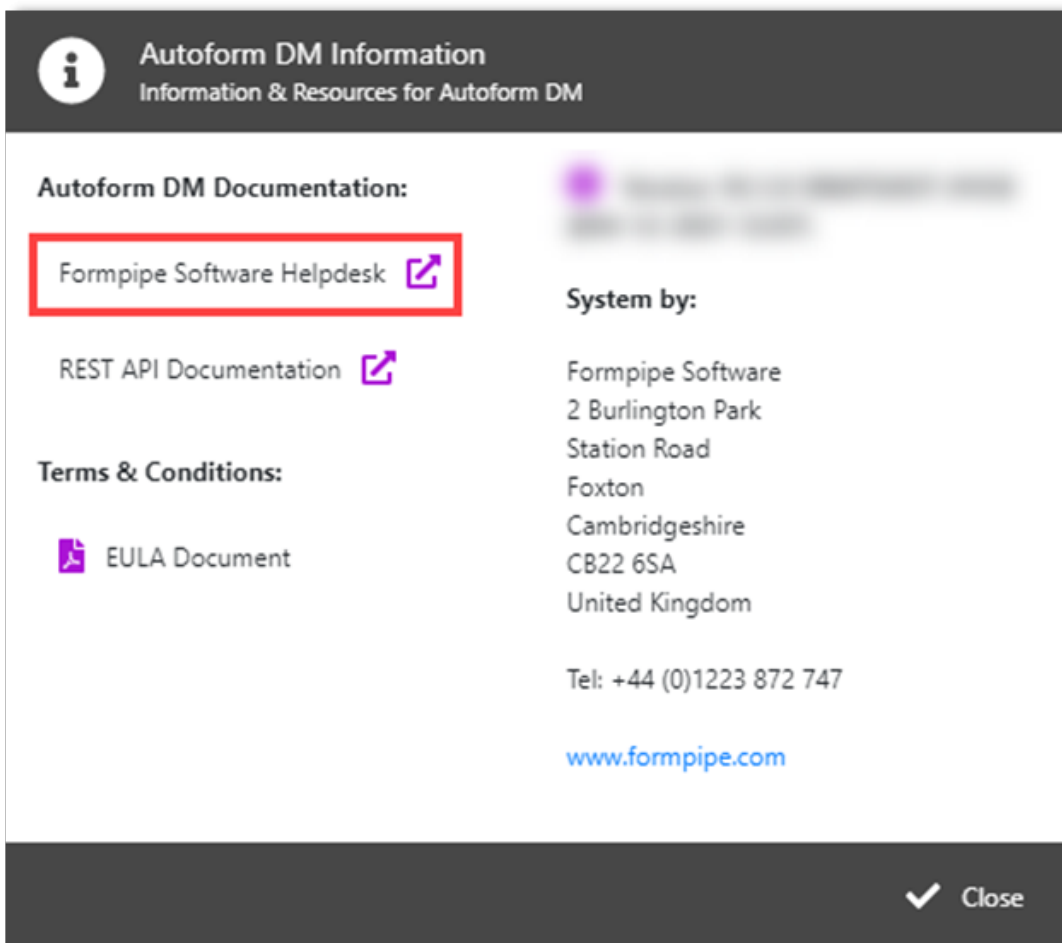 Autoform DM Information
Information & Resources for Autoform DM
Autoform DM Documentation:
Formpipe Software Helpdesk
REST API Documentation
Terms & Conditions:
EULA Document
System by:
Formpipe Software
2 Burlington Park
Station Road
Foxton
Cambridgeshire
CB22 6SA
United Kingdom
Tel: +44 (0)1223 872 747
www.formpipe.com
Close